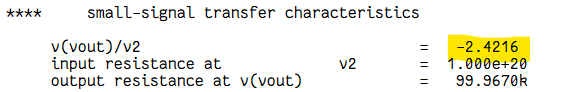 **** small-signal transfer characteristics
v(vout)/v2 = -2.4216
input resistance at v2 = 1.000e+20
output resistance at v(vout) = 99.9670k